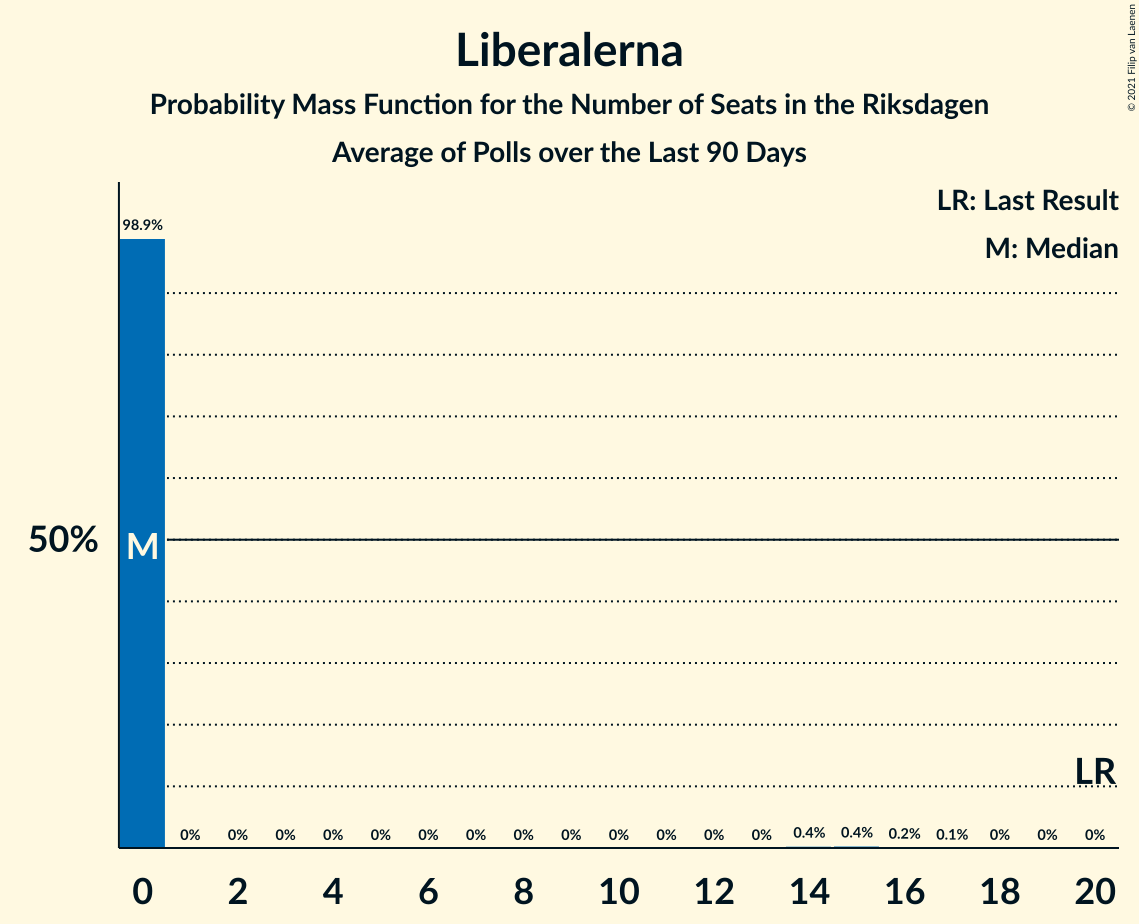 © 2021 Filip van Laenen
Liberalerna
Probability Mass Function for the Number of Seats in the Riksdagen
Average of Polls over the Last 90 Days
LR: Last Result
M: Median
98.9%
50%
M
LR
0% 0% 0% 0% 0% 0% 0% 0% 0% 0% 0% 0% 0% 0.4% 0.4% 0.2% 0.1% 0% 0% 0%
0 2 4 6 8 10 12 14 16 18 20